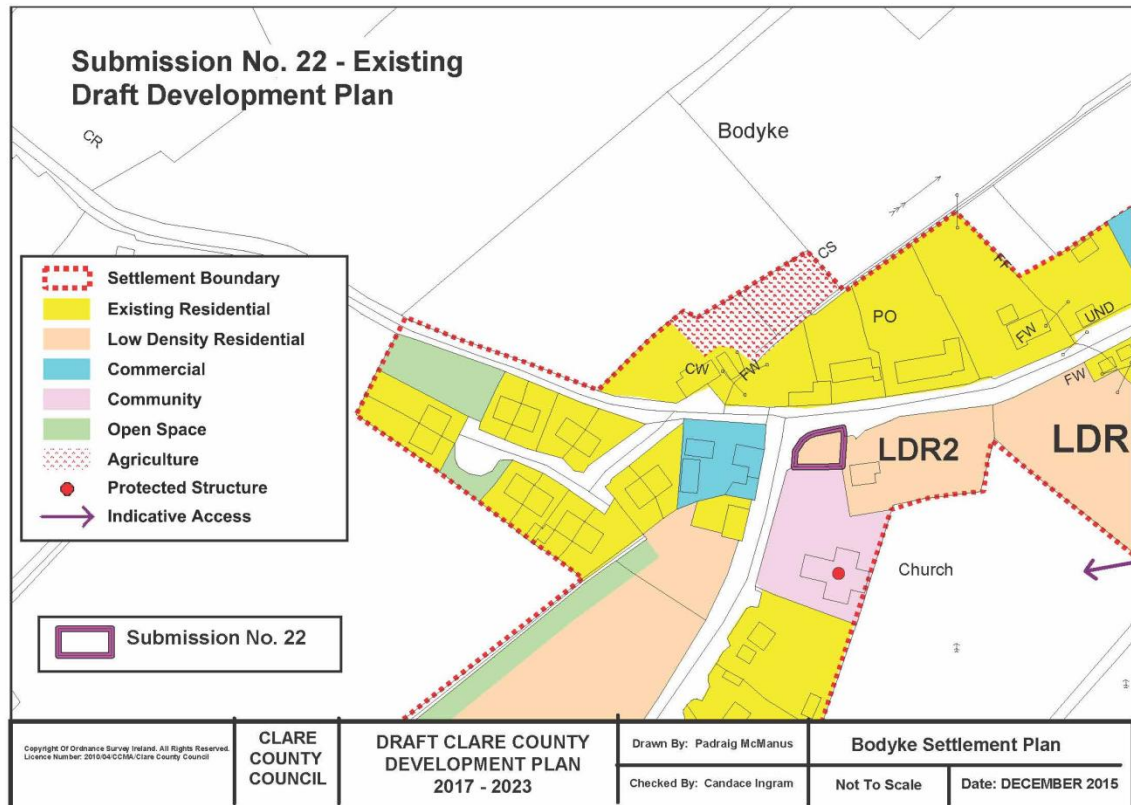 Submission No. 22 - Existing
Draft Development Plan
Bodyke
CR
CS
Settlement Boundary
Existing Residential
Low Density Residential
Commercial
Community
Open Space
Agriculture
Protected Structure
Indicative Access
PO
FF
FW
UND
CW
FW
FW
LDR2
LDR
Church
Submission No. 22
Copyright Of Ordnance Survey Ireland. All Rights Reserved.
Licence Number: 2010/04/CCMA/Clare County Council
CLARE
COUNTY
COUNCIL
DRAFT CLARE COUNTY
DEVELOPMENT PLAN
2017 - 2023
Drawn By: Padraig McManus
Checked By: Candace Ingram
Bodyke Settlement Plan
Not To Scale
Date: DECEMBER 2015